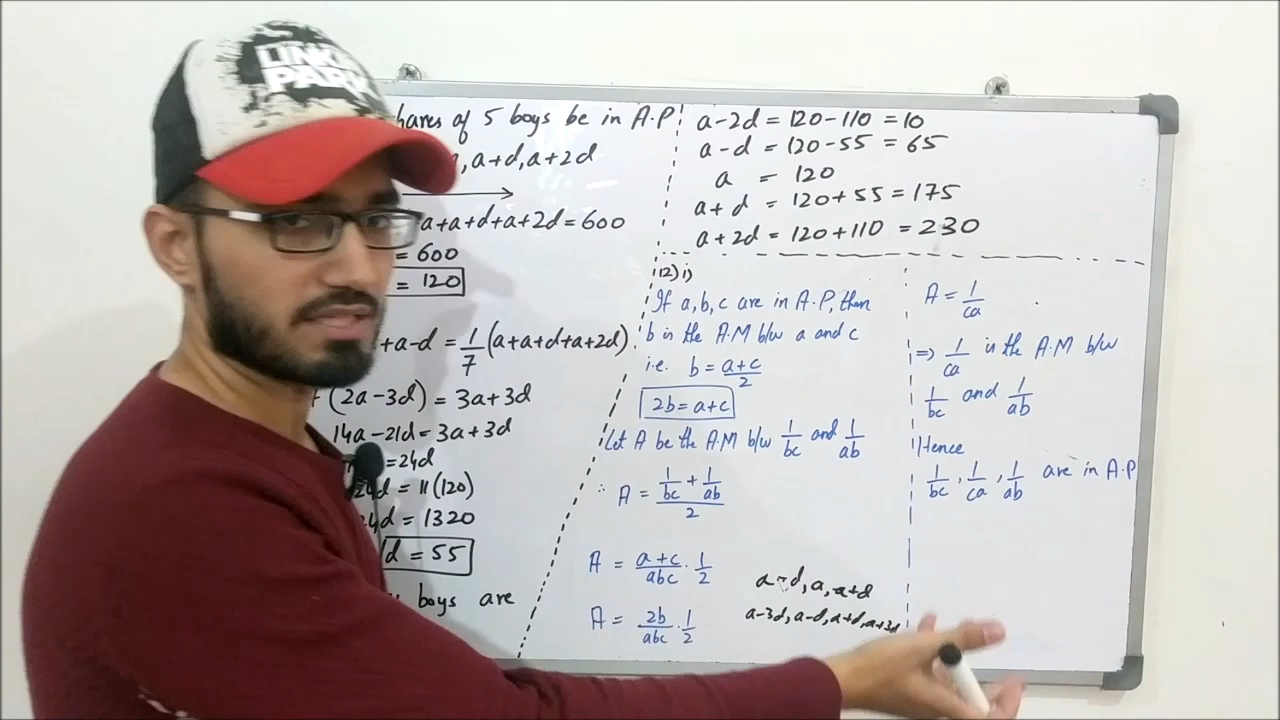 LINKIN
PARK
shares of 5 boys be in A.P
, a+d, a+2d
a+a+d+a+2d = 600
= 600
= 120
+a-d = 1/7 (a+a+d+a+2d)
(2a-3d) = 3a+3d
14a-21d = 3a+3d
= 24d
24d = 11(120)
24d = 1320
d = 55
boys are
a-2d = 120-110 = 10
a-d = 120-55 = 65
a = 120
a+d = 120+55 = 175
a+2d = 120+110 = 230
12) i)
If a, b, c are in A.P, then
b is the A.M b/w a and c
i.e. b = a+c/2
2b = a+c
Let A be the A.M b/w 1/bc and 1/ab
∴ A = (1/bc + 1/ab)/2
A = a+c/abc . 1/2
A = 2b/abc . 1/2
a-d, a, a+d
a-3d, a-d, a+d, a+3d
A = 1/ca
=> 1/ca is the A.M b/w
1/bc and 1/ab
Hence
1/bc, 1/ca, 1/ab are in A.P